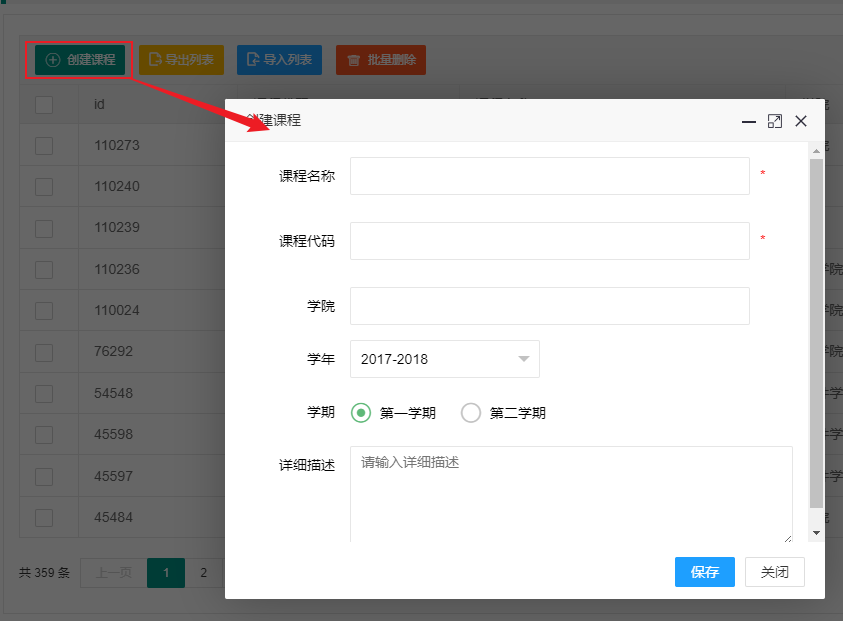 创建课程 导出列表 导入列表 批量删除
id
创建课程
110273
课程名称 *
110240
110239
课程代码 *
110236
110024
学院
76292
学年 2017-2018
54548
学期 第一学期 第二学期
45598
详细描述 请输入详细描述
45597
45484
共 359 条 上一页 1 2
保存 关闭